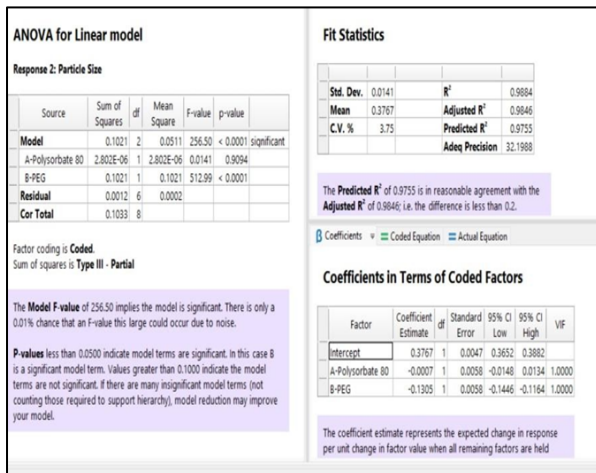 ANOVA for Linear model
Response 2: Particle Size
Source Sum of Squares df Mean Square F-value p-value
Model 0.1021 2 0.0511 256.50 < 0.0001 significant
A-Polysorbate 80 2.802E-06 1 2.802E-06 0.0141 0.9094
B-PEG 0.1021 1 0.1021 512.99 < 0.0001
Residual 0.0012 6 0.0002
Cor Total 0.1033 8
Factor coding is Coded.
Sum of squares is Type III - Partial
The Model F-value of 256.50 implies the model is significant. There is only a
0.01% chance that an F-value this large could occur due to noise.
P-values less than 0.0500 indicate model terms are significant. In this case B
is a significant model term. Values greater than 0.1000 indicate the model
terms are not significant. If there are many insignificant model terms (not
counting those required to support hierarchy), model reduction may improve
your model.
Fit Statistics
Std. Dev. 0.0141 R² 0.9884
Mean 0.3767 Adjusted R² 0.9846
C.V. % 3.75 Predicted R² 0.9755
Adeq Precision 32.1988
The Predicted R² of 0.9755 is in reasonable agreement with the
Adjusted R² of 0.9846; i.e. the difference is less than 0.2.
β Coefficients Coded Equation Actual Equation
Coefficients in Terms of Coded Factors
Factor Coefficient Estimate df Standard Error 95% CI Low 95% CI High VIF
Intercept 0.3767 1 0.0047 0.3652 0.3882
A-Polysorbate 80 -0.0007 1 0.0058 -0.0148 0.0134 1.0000
B-PEG -0.1305 1 0.0058 -0.1446 -0.1164 1.0000
The coefficient estimate represents the expected change in response
per unit change in factor value when all remaining factors are held